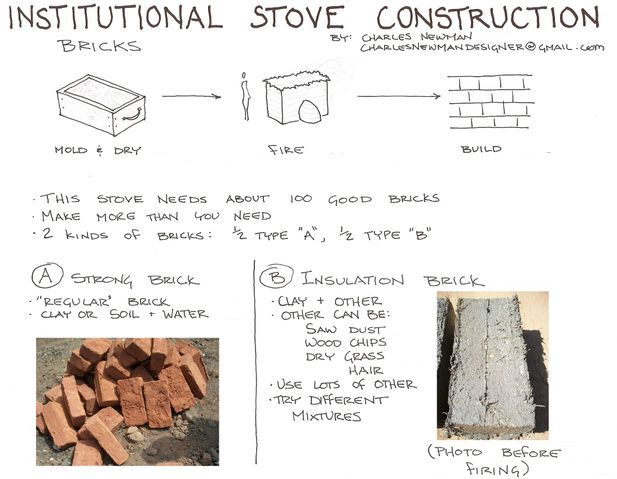 INSTITUTIONAL STOVE CONSTRUCTION
BRICKS
BY: CHARLES NEWMAN
CHARLESNEWMANDESIGNER@GMAIL.COM
MOLD & DRY
FIRE
BUILD
· THIS STOVE NEEDS ABOUT 100 GOOD BRICKS
· MAKE MORE THAN YOU NEED
· 2 KINDS OF BRICKS: ½ TYPE "A", ½ TYPE "B"
A STRONG BRICK
· "REGULAR" BRICK
· CLAY OR SOIL + WATER
B INSULATION BRICK
· CLAY + OTHER
· OTHER CAN BE:
SAW DUST
WOOD CHIPS
DRY GRASS
HAIR
· USE LOTS OF OTHER
· TRY DIFFERENT
MIXTURES
(PHOTO BEFORE
FIRING)